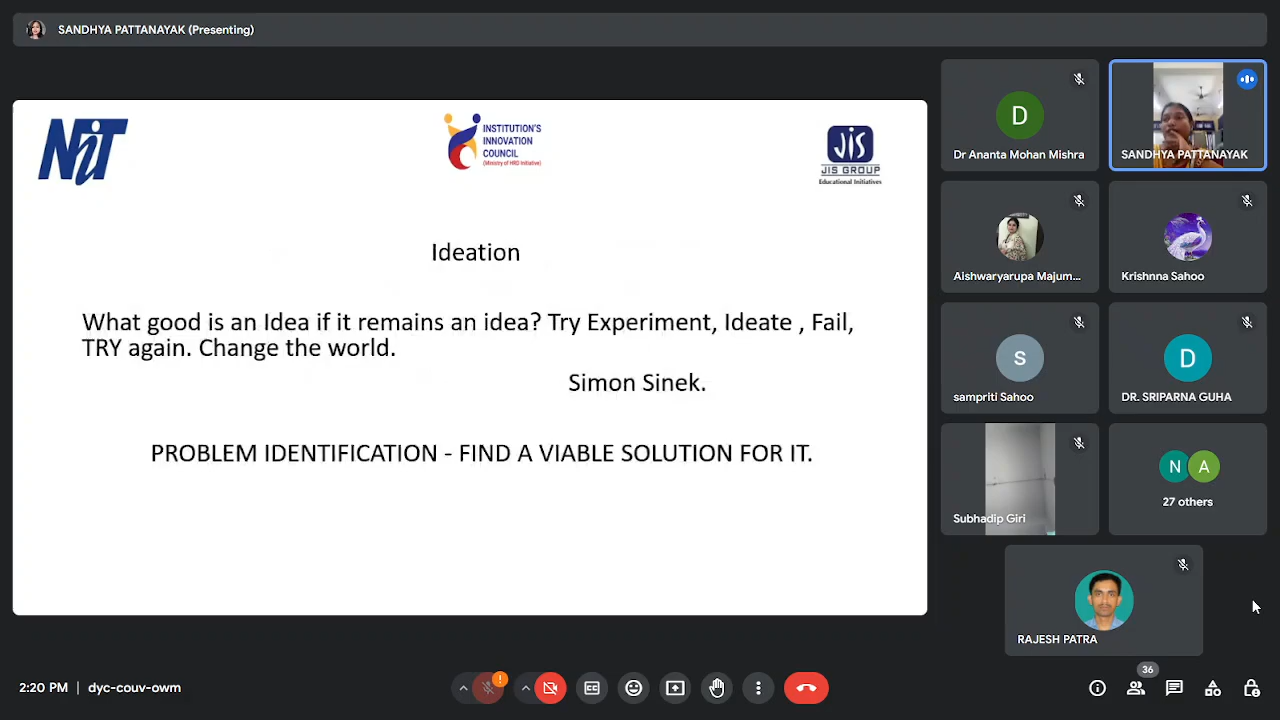 SANDHYA PATTANAYAK (Presenting)
NiT
INSTITUTION'S
INNOVATION
COUNCIL
(Ministry of HRD Initiative)
JIS
JIS GROUP
Educational Initiatives
Ideation
What good is an Idea if it remains an idea? Try Experiment, Ideate , Fail,
TRY again. Change the world.
Simon Sinek.
PROBLEM IDENTIFICATION - FIND A VIABLE SOLUTION FOR IT.
D
Dr Ananta Mohan Mishra
SANDHYA PATTANAYAK
Aishwaryarupa Majum...
Krishnna Sahoo
s
sampriti Sahoo
D
DR. SRIPARNA GUHA
Subhadip Giri
N A
27 others
RAJESH PATRA
2:20 PM | dyc-couv-owm
CC
36